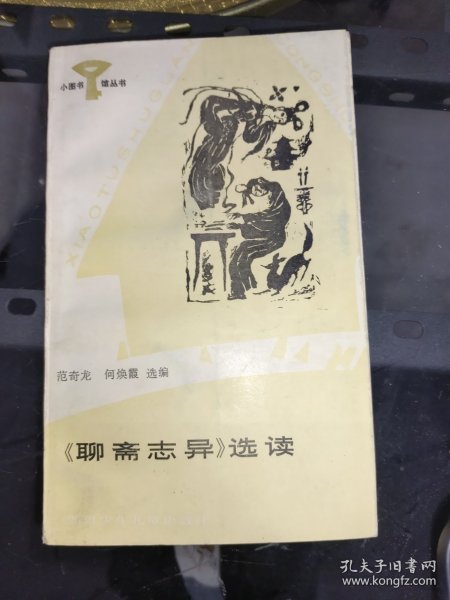 小图书 馆丛书
XIAOTUSHUGUAN
CONGSHU
范奇龙 何焕霞 选编
《聊斋志异》选读
孔夫子旧书网
www.kongfz.com